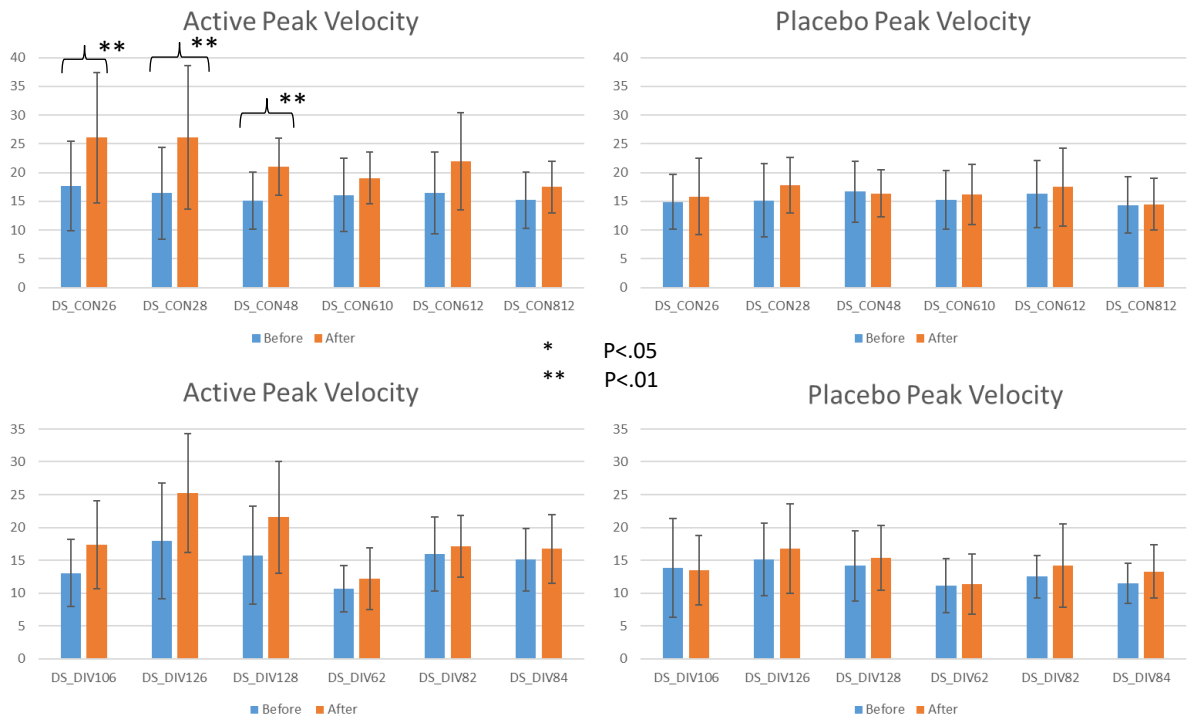 Active Peak Velocity
** ** **
40
35
30
25
20
15
10
5
0
DS_CON26 DS_CON28 DS_CON48 DS_CON610 DS_CON612 DS_CON812
Before After
Placebo Peak Velocity
40
35
30
25
20
15
10
5
0
DS_CON26 DS_CON28 DS_CON48 DS_CON610 DS_CON612 DS_CON812
Before After
* P<.05
** P<.01
Active Peak Velocity
35
30
25
20
15
10
5
0
DS_DIV106 DS_DIV126 DS_DIV128 DS_DIV62 DS_DIV82 DS_DIV84
Before After
Placebo Peak Velocity
35
30
25
20
15
10
5
0
DS_DIV106 DS_DIV126 DS_DIV128 DS_DIV62 DS_DIV82 DS_DIV84
Before After